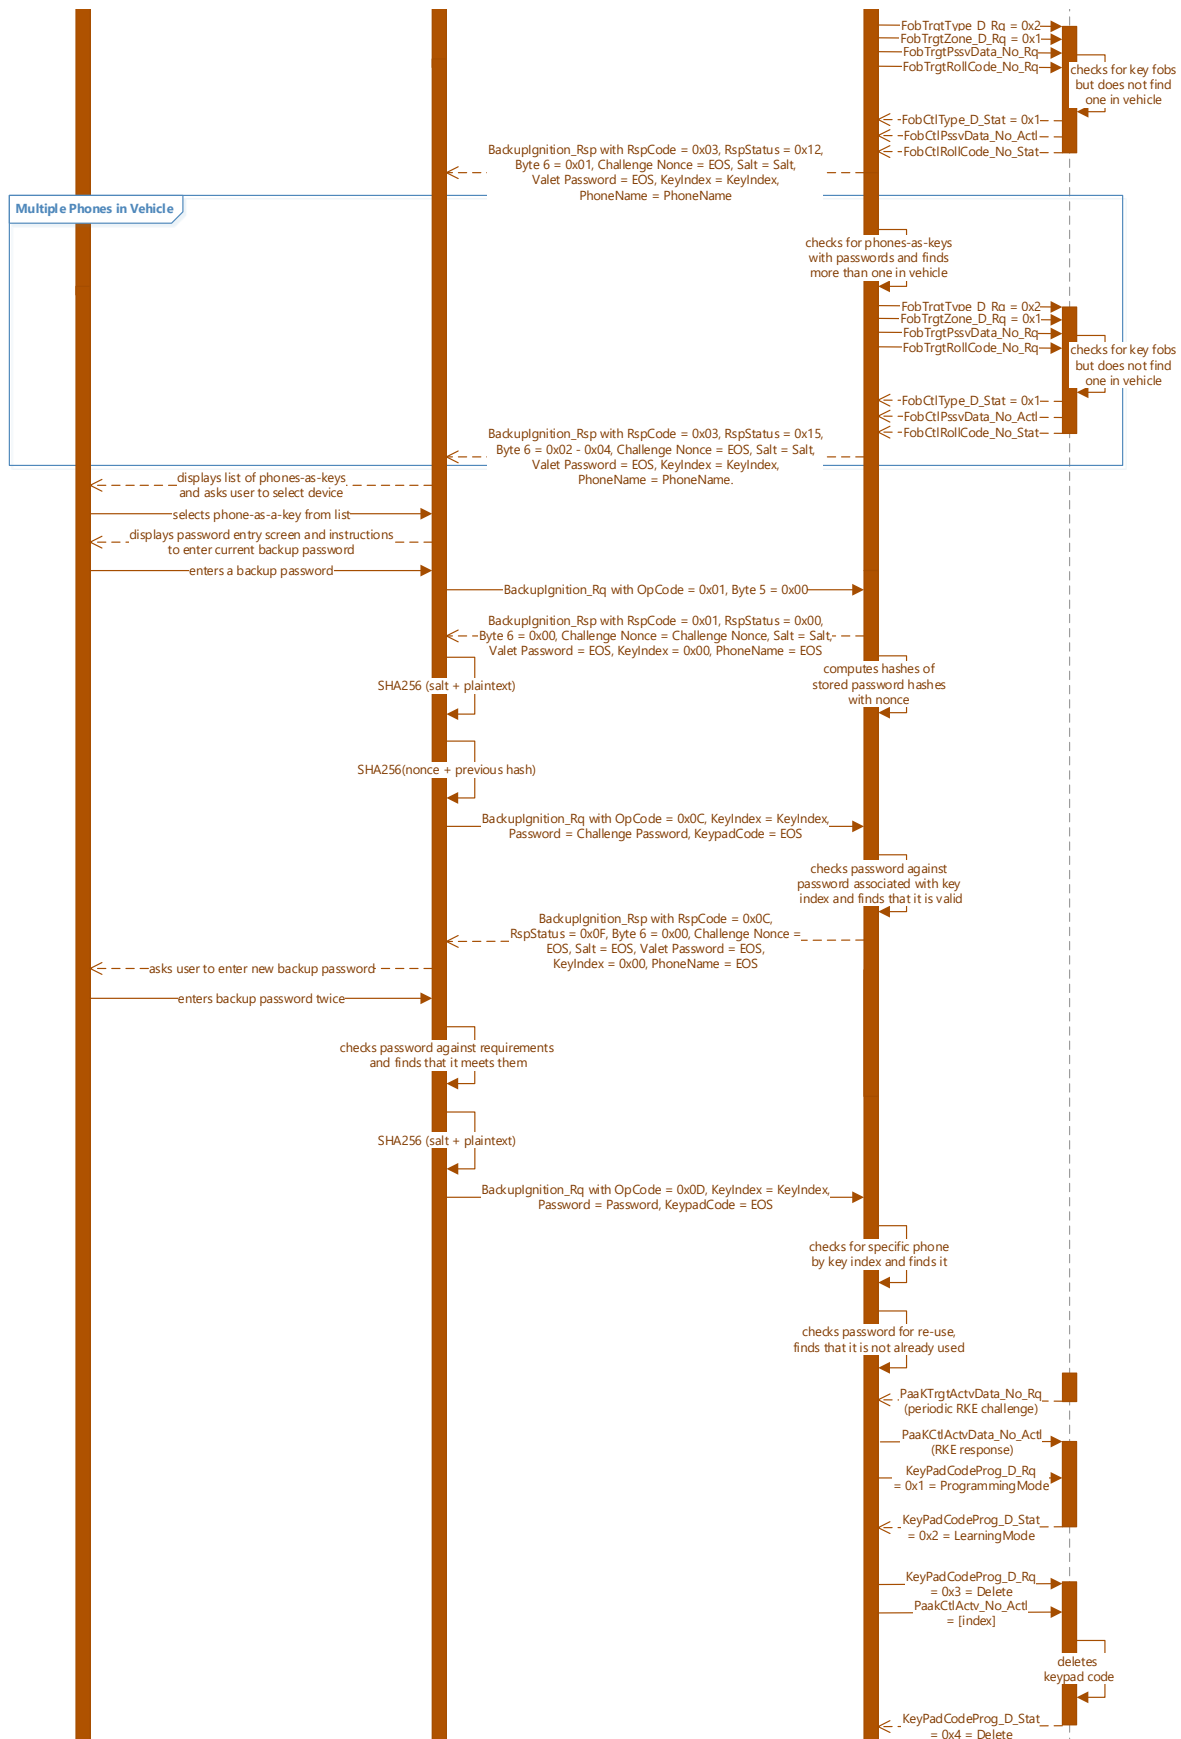 FobTrgtType_D_Rq = 0x2
FobTrgtZone_D_Rq = 0x1
FobTrgtPssvData_No_Rq
FobTrgtRollCode_No_Rq
checks for key fobs
but does not find
one in vehicle
FobCtlType_D_Stat = 0x1
FobCtlPssvData_No_Actl
FobCtlRollCode_No_Stat
BackupIgnition_Rsp with RspCode = 0x03, RspStatus = 0x12,
Byte 6 = 0x01, Challenge Nonce = EOS, Salt = Salt,
Valet Password = EOS, KeyIndex = KeyIndex,
PhoneName = PhoneName
Multiple Phones in Vehicle
checks for phones-as-keys
with passwords and finds
more than one in vehicle
FobTrgtType_D_Rq = 0x2
FobTrgtZone_D_Rq = 0x1
FobTrgtPssvData_No_Rq
FobTrgtRollCode_No_Rq
checks for key fobs
but does not find
one in vehicle
FobCtlType_D_Stat = 0x1
FobCtlPssvData_No_Actl
FobCtlRollCode_No_Stat
BackupIgnition_Rsp with RspCode = 0x03, RspStatus = 0x15,
Byte 6 = 0x02 - 0x04, Challenge Nonce = EOS, Salt = Salt,
Valet Password = EOS, KeyIndex = KeyIndex,
PhoneName = PhoneName.
displays list of phones-as-keys
and asks user to select device
selects phone-as-a-key from list
displays password entry screen and instructions
to enter current backup password
enters a backup password
BackupIgnition_Rq with OpCode = 0x01, Byte 5 = 0x00
BackupIgnition_Rsp with RspCode = 0x01, RspStatus = 0x00,
Byte 6 = 0x00, Challenge Nonce = Challenge Nonce, Salt = Salt,
Valet Password = EOS, KeyIndex = 0x00, PhoneName = EOS
computes hashes of
stored password hashes
with nonce
SHA256 (salt + plaintext)
SHA256(nonce + previous hash)
BackupIgnition_Rq with OpCode = 0x0C, KeyIndex = KeyIndex,
Password = Challenge Password, KeypadCode = EOS
checks password against
password associated with key
index and finds that it is valid
BackupIgnition_Rsp with RspCode = 0x0C,
RspStatus = 0x0F, Byte 6 = 0x00, Challenge Nonce =
EOS, Salt = EOS, Valet Password = EOS,
KeyIndex = 0x00, PhoneName = EOS
asks user to enter new backup password
enters backup password twice
checks password against requirements
and finds that it meets them
SHA256 (salt + plaintext)
BackupIgnition_Rq with OpCode = 0x0D, KeyIndex = KeyIndex,
Password = Password, KeypadCode = EOS
checks for specific phone
by key index and finds it
checks password for re-use,
finds that it is not already used
PaaKTrgtActvData_No_Rq
(periodic RKE challenge)
PaaKCtlActvData_No_Actl
(RKE response)
KeyPadCodeProg_D_Rq
= 0x1 = ProgrammingMode
KeyPadCodeProg_D_Stat
= 0x2 = LearningMode
KeyPadCodeProg_D_Rq
= 0x3 = Delete
PaakCtlActv_No_Actl
= [index]
deletes
keypad code
KeyPadCodeProg_D_Stat
= 0x4 = Delete